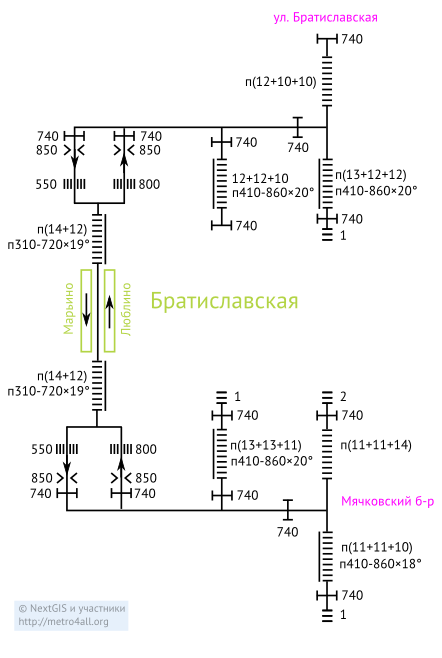 ул. Братиславская
740
п(12+10+10)
740
740
740
740
850
850
550
800
12+12+10
п410-860×20°
740
п(13+12+12)
п410-860×20°
740
1
п(14+12)
п310-720×19°
Марьино
Люблино
Братиславская
п(14+12)
п310-720×19°
1
2
740
740
550
800
п(13+13+11)
п410-860×20°
п(11+11+14)
850
850
740
740
740
Мячковский б-р
740
п(11+11+10)
п410-860×18°
740
1
© NextGIS и участники
http://metro4all.org